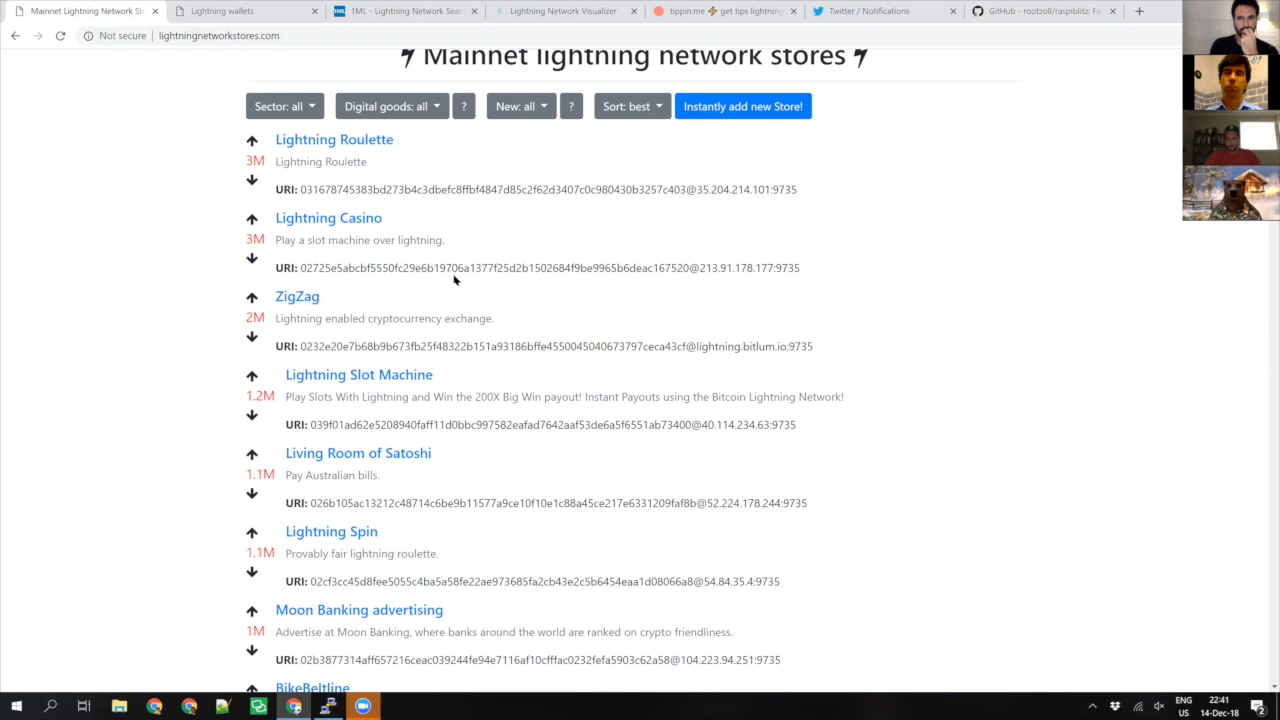 Mainnet Lightning Network Sto
Lightning wallets
1ML - Lightning Network Sear
Lightning Network Visualizer
tippin.me ⚡ get tips lightning
Twitter / Notifications
GitHub - rootzoll/raspiblitz: Fa
Not secure
lightningnetworkstores.com
Mainnet lightning network stores
Sector: all
Digital goods: all
?
New: all
?
Sort: best
Instantly add new Store!
Lightning Roulette
3M
Lightning Roulette
URI: 031678745383bd273b4c3dbefc8ffbf4847d85c2f62d3407c0c980430b3257c403@35.204.214.101:9735
Lightning Casino
3M
Play a slot machine over lightning.
URI: 02725e5abcbf5550fc29e6b19706a1377f25d2b1502684f9be9965b6deac167520@213.91.178.177:9735
ZigZag
2M
Lightning enabled cryptocurrency exchange.
URI: 0232e20e7b68b9b673fb25f48322b151a93186bffe4550045040673797ceca43cf@lightning.bitlum.io:9735
Lightning Slot Machine
1.2M
Play Slots With Lightning and Win the 200X Big Win payout! Instant Payouts using the Bitcoin Lightning Network!
URI: 039f01ad62e5208940faff11d0bbc997582eafad7642aaf53de6a5f6551ab73400@40.114.234.63:9735
Living Room of Satoshi
1.1M
Pay Australian bills.
URI: 026b105ac13212c48714c6be9b11577a9ce10f10e1c88a45ce217e6331209faf8b@52.224.178.244:9735
Lightning Spin
1.1M
Provably fair lightning roulette.
URI: 02cf3cc45d8fee5055c4ba5a58fe22ae973685fa2cb43e2c5b6454eaa1d08066a8@54.84.35.4:9735
Moon Banking advertising
1M
Advertise at Moon Banking, where banks around the world are ranked on crypto friendliness.
URI: 02b3877314aff657216ceac039244fe94e7116af10cfffac0232fefa5903c62a58@104.223.94.251:9735
BikeBeltline
ENG
US
22:41
14-Dec-18
2